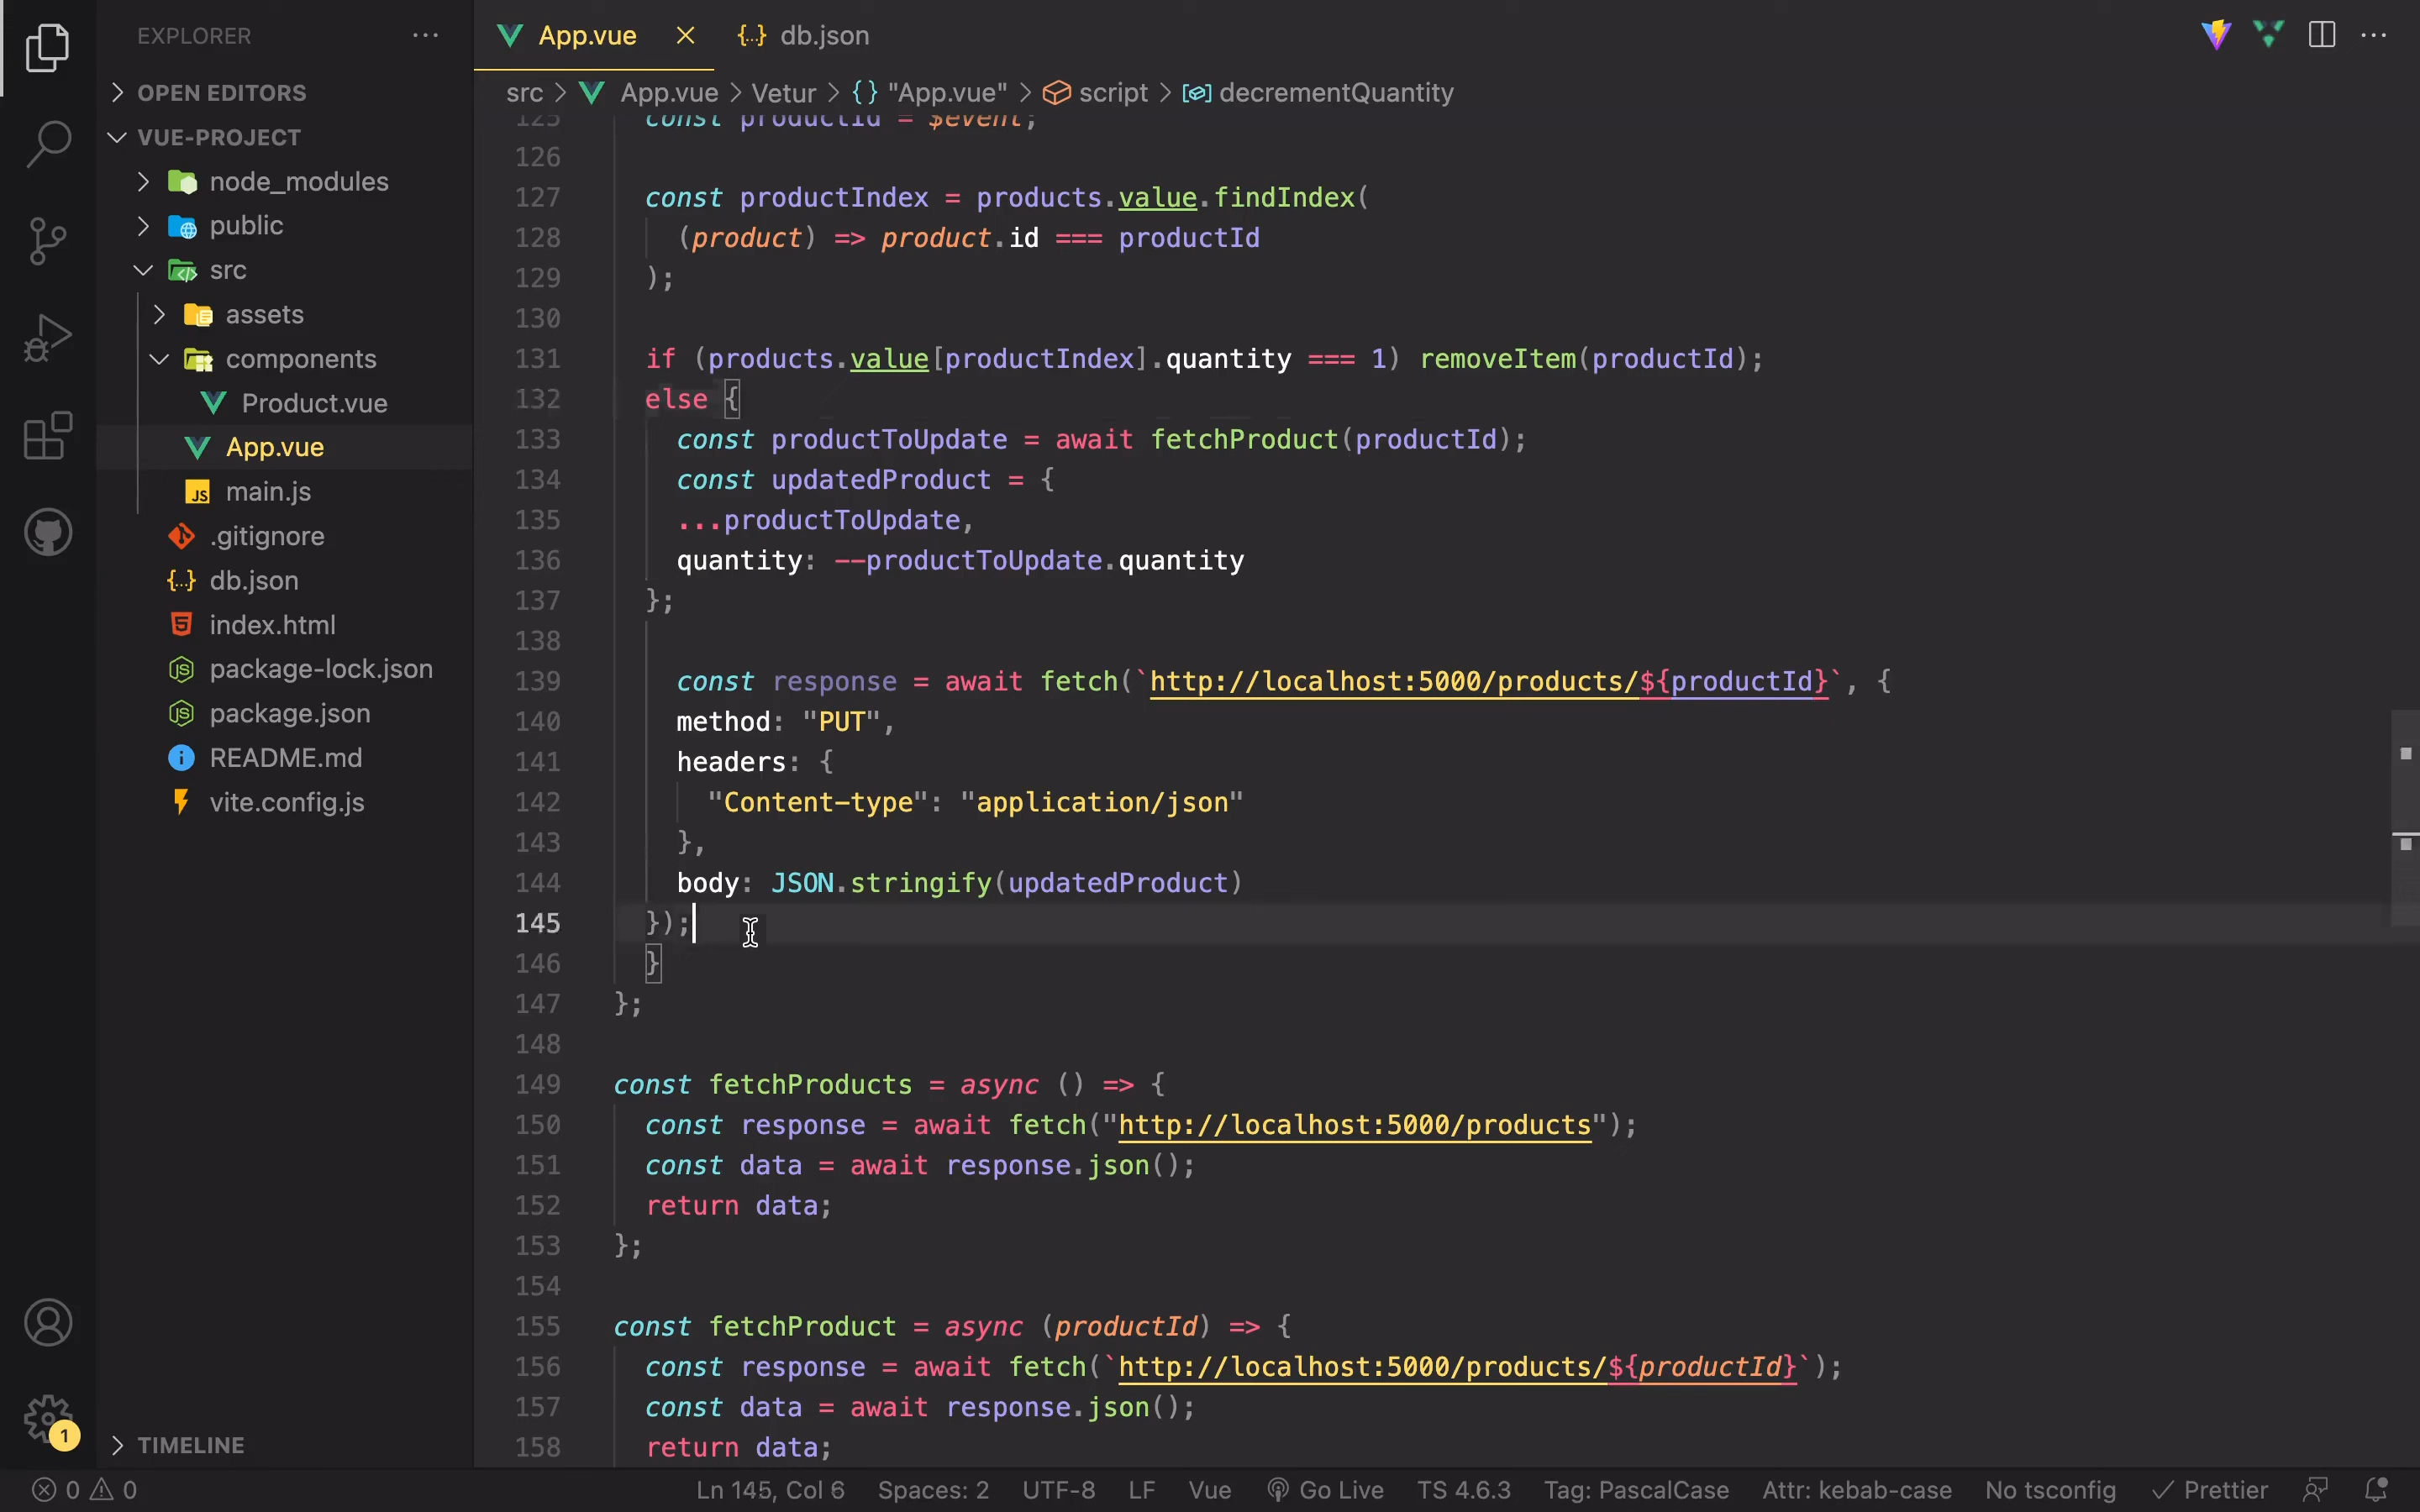 EXPLORER
OPEN EDITORS
VUE-PROJECT
node_modules
public
src
assets
components
Product.vue
App.vue
main.js
.gitignore
db.json
index.html
package-lock.json
package.json
README.md
vite.config.js
TIMELINE
1
App.vue
{..} db.json
src > App.vue > Vetur > {} "App.vue" > script > decrementQuantity
125 const productId = $event;
126
127 const productIndex = products.value.findIndex(
128 (product) => product.id === productId
129 );
130
131 if (products.value[productIndex].quantity === 1) removeItem(productId);
132 else {
133 const productToUpdate = await fetchProduct(productId);
134 const updatedProduct = {
135 ...productToUpdate,
136 quantity: --productToUpdate.quantity
137 };
138
139 const response = await fetch(`http://localhost:5000/products/${productId}`, {
140 method: "PUT",
141 headers: {
142 "Content-type": "application/json"
143 },
144 body: JSON.stringify(updatedProduct)
145 });
146 }
147 };
148
149 const fetchProducts = async () => {
150 const response = await fetch("http://localhost:5000/products");
151 const data = await response.json();
152 return data;
153 };
154
155 const fetchProduct = async (productId) => {
156 const response = await fetch(`http://localhost:5000/products/${productId}`);
157 const data = await response.json();
158 return data;
0 0 Ln 145, Col 6 Spaces: 2 UTF-8 LF Vue Go Live TS 4.6.3 Tag: PascalCase Attr: kebab-case No tsconfig Prettier